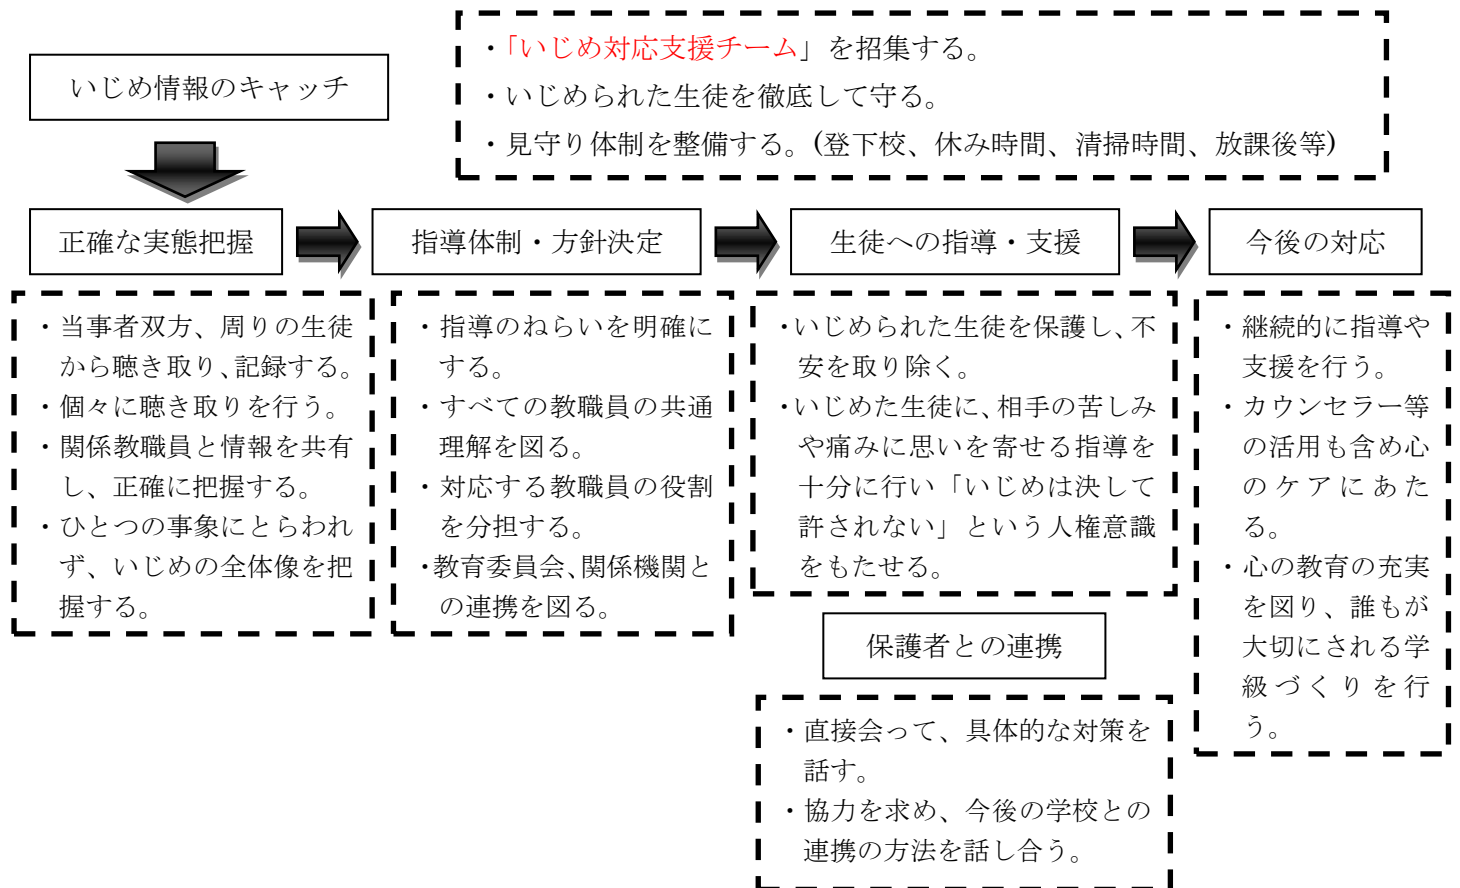 いじめ情報のキャッチ
・「いじめ対応支援チーム」を招集する。
・いじめられた生徒を徹底して守る。
・見守り体制を整備する。(登下校、休み時間、清掃時間、放課後等)
正確な実態把握
・当事者双方、周りの生徒
から聴き取り、記録する。
・個々に聴き取りを行う。
・関係教職員と情報を共有
し、正確に把握する。
・ひとつの事象にとらわれ
ず、いじめの全体像を把
握する。
指導体制・方針決定
・指導のねらいを明確に
する。
・すべての教職員の共通
理解を図る。
・対応する教職員の役割
を分担する。
・教育委員会、関係機関と
の連携を図る。
生徒への指導・支援
・いじめられた生徒を保護し、不
安を取り除く。
・いじめた生徒に、相手の苦しみ
や痛みに思いを寄せる指導を
十分に行い「いじめは決して
許されない」という人権意識
をもたせる。
保護者との連携
・直接会って、具体的な対策を
話す。
・協力を求め、今後の学校との
連携の方法を話し合う。
今後の対応
・継続的に指導や
支援を行う。
・カウンセラー等
の活用も含め心
のケアにあた
る。
・心の教育の充実
を図り、誰もが
大切にされる学
級づくりを行
う。